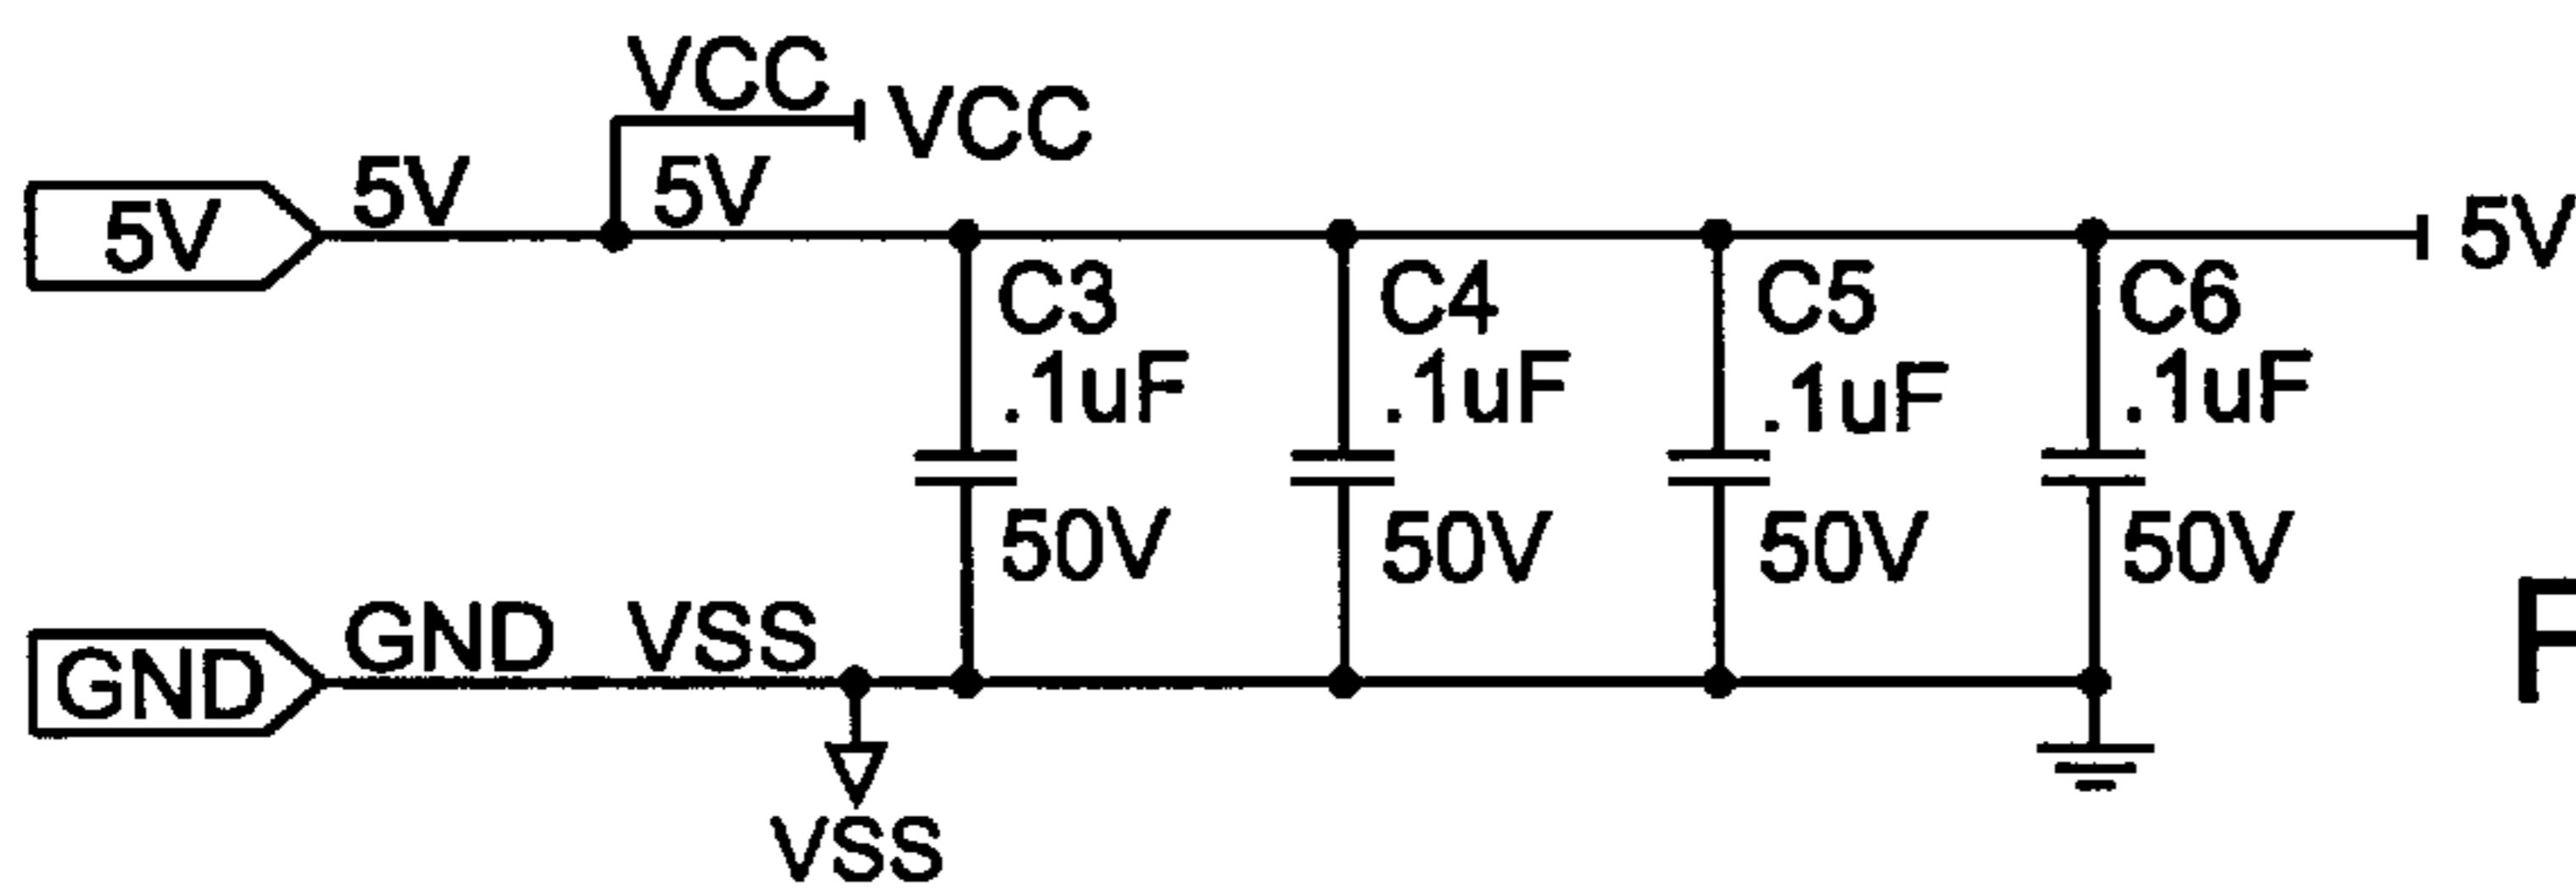 VCC
VCC
5V
5V
5V
5V
C3
.1uF
50V
C4
.1uF
50V
C5
.1uF
50V
C6
.1uF
50V
GND
GND
VSS
VSS
F